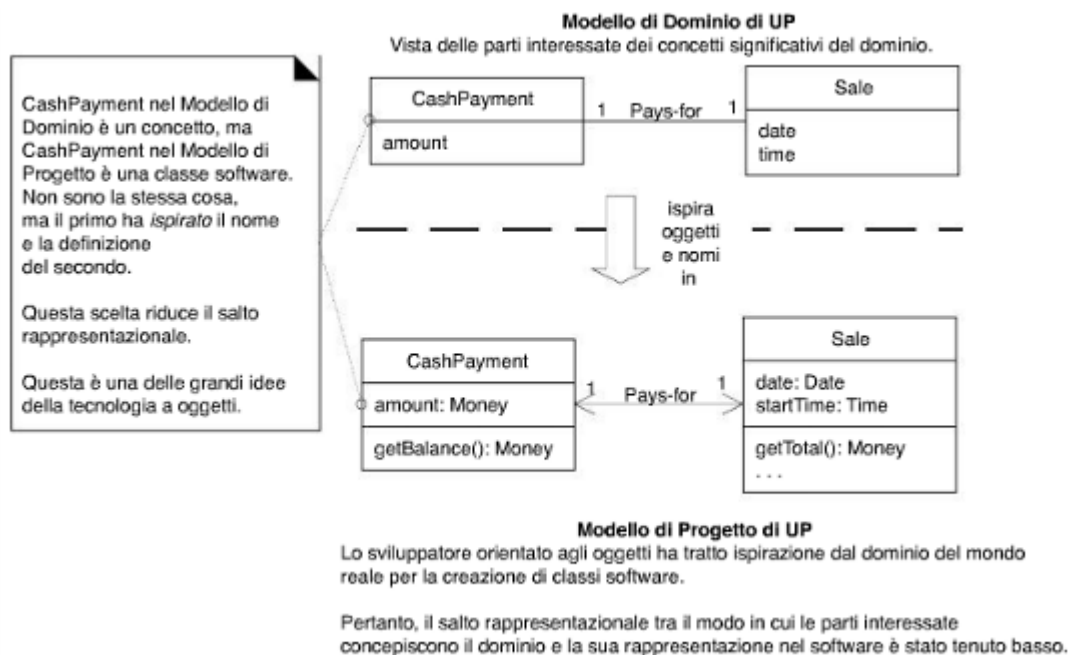 Modello di Dominio di UP
Vista delle parti interessate dei concetti significativi del dominio.
CashPayment nel Modello di
Dominio è un concetto, ma
CashPayment nel Modello di
Progetto è una classe software.
Non sono la stessa cosa,
ma il primo ha ispirato il nome
e la definizione
del secondo.
Questa scelta riduce il salto
rappresentazionale.
Questa è una delle grandi idee
della tecnologia a oggetti.
CashPayment
amount
1 Pays-for 1
Sale
date
time
ispira
oggetti
e nomi
in
CashPayment
amount: Money
getBalance(): Money
1 Pays-for 1
Sale
date: Date
startTime: Time
getTotal(): Money
. . .
Modello di Progetto di UP
Lo sviluppatore orientato agli oggetti ha tratto ispirazione dal dominio del mondo
reale per la creazione di classi software.
Pertanto, il salto rappresentazionale tra il modo in cui le parti interessate
concepiscono il dominio e la sua rappresentazione nel software è stato tenuto basso.